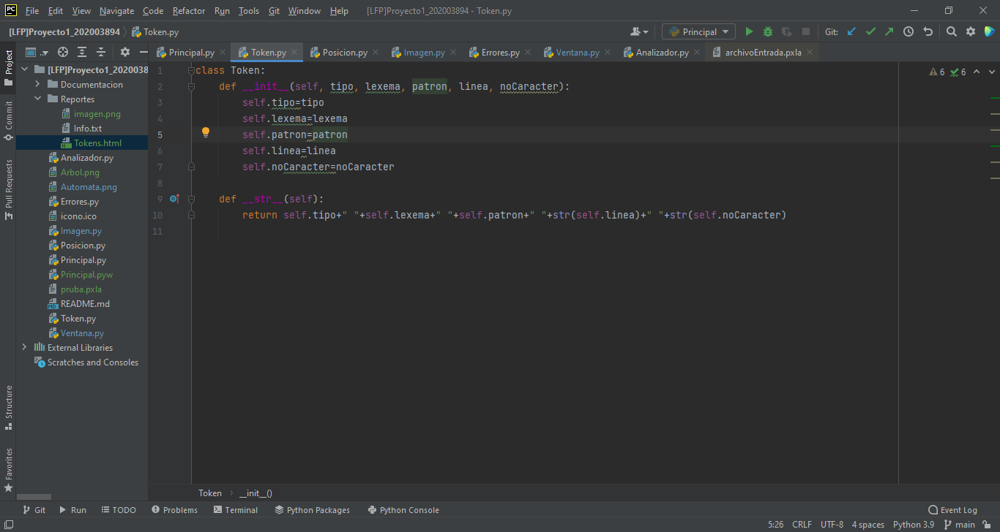 PC File Edit View Navigate Code Refactor Run Tools Git Window Help [LFP]Proyecto1_202003894 - Token.py
[LFP]Proyecto1_202003894 Token.py Principal Git:
Project
Commit
Pull Requests
Structure
Favorites
.. Principal.py Token.py Posicion.py Imagen.py Errores.py Ventana.py Analizador.py archivoEntrada.pxla
[LFP]Proyecto1_2020038
Documentacion
Reportes
imagen.png
Info.txt
Tokens.html
Analizador.py
Arbol.png
Automata.png
Errores.py
icono.ico
Imagen.py
Posicion.py
Principal.py
Principal.pyw
pruba.pxla
README.md
Token.py
Ventana.py
External Libraries
Scratches and Consoles
6 6
1 class Token:
2 def __init__(self, tipo, lexema, patron, linea, noCaracter):
3 self.tipo=tipo
4 self.lexema=lexema
5 self.patron=patron
6 self.linea=linea
7 self.noCaracter=noCaracter
8
9 def __str__(self):
10 return self.tipo+" "+self.lexema+" "+self.patron+" "+str(self.linea)+" "+str(self.noCaracter)
11
Token __init__()
Git Run TODO Problems Terminal Python Packages Python Console Event Log
5:26 CRLF UTF-8 4 spaces Python 3.9 main